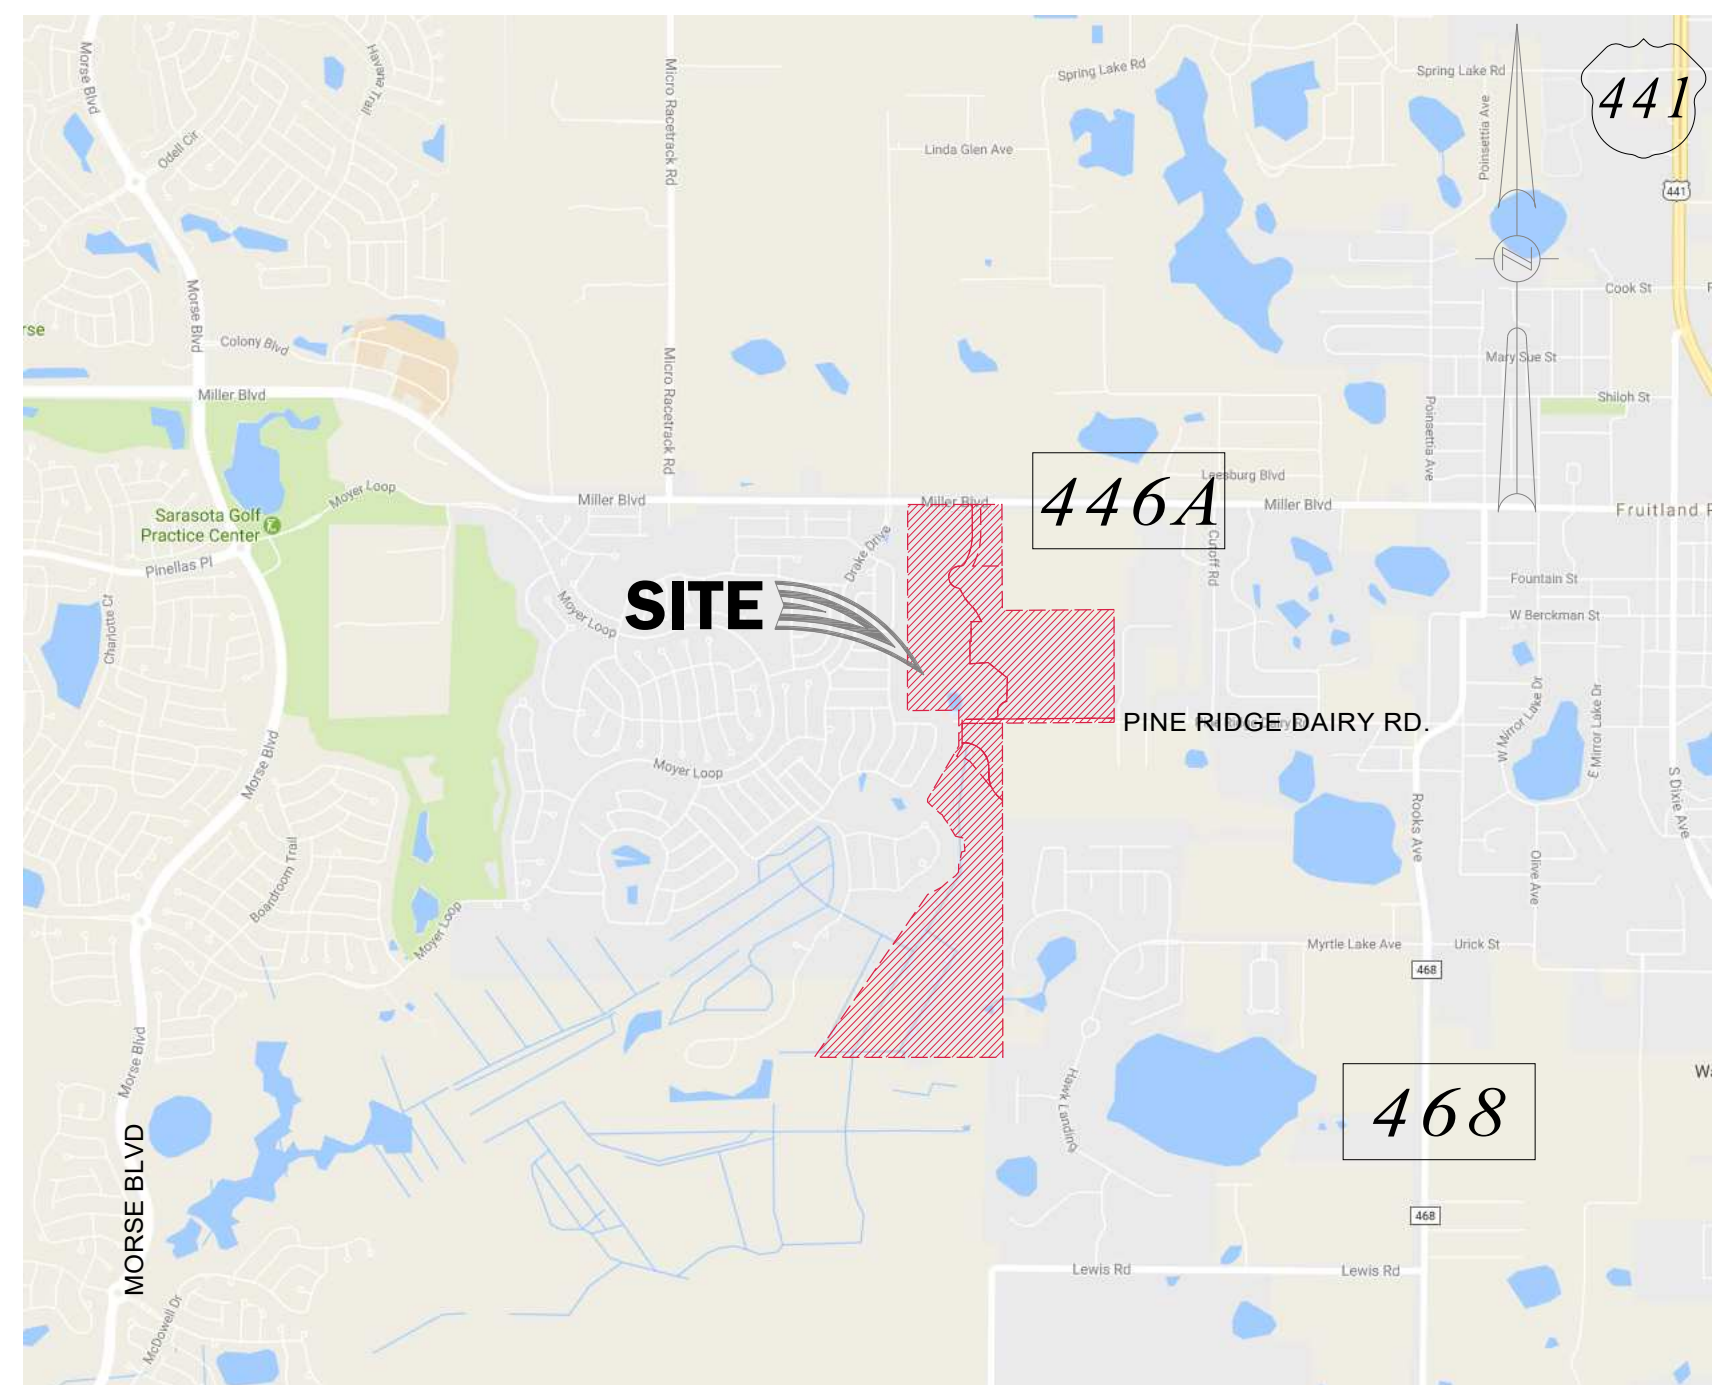 Morse Blvd
Havana Trail
Micro Racetrack Rd
Spring Lake Rd
Spring Lake Rd
441
Odell Cir
Linda Glen Ave
Poinsettia Ave
441
Morse Blvd
Cook St
rse
Colony Blvd
Mary Sue St
Miller Blvd
Micro Racetrack Rd
Poinsettia Ave
Shiloh St
Moyer Loop
Leesburg Blvd
Miller Blvd
Miller Blvd
446A
Miller Blvd
Fruitland P
Sarasota Golf
Practice Center
Drake Drive
Cutoff Rd
Pinellas Pl
Fountain St
SITE
Moyer Loop
Charlotte Ct
W Berckman St
PINE RIDGE DAIRY RD.
W Mirror Lake Dr
E Mirror Lake Dr
Morse Blvd
Moyer Loop
Rooks Ave
S Dixie Ave
Boardroom Trail
Olive Ave
Moyer Loop
Myrtle Lake Ave
Urick St
468
Morse Blvd
Hawk Landing
Wa
468
MORSE BLVD
468
Lewis Rd
Lewis Rd
McDowell Dr